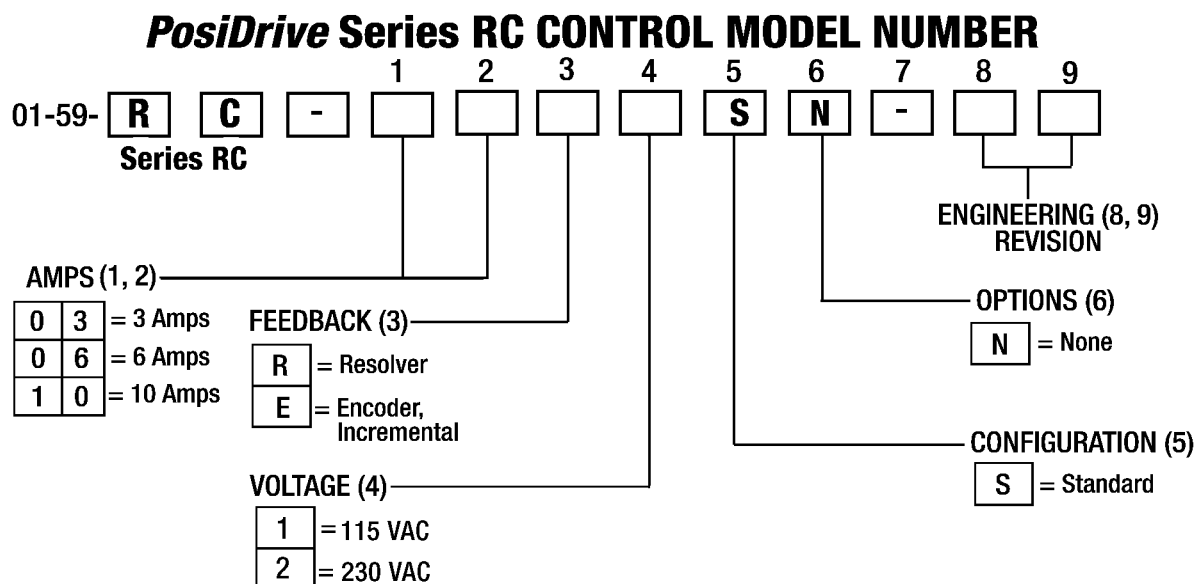 PosiDrive Series RC CONTROL MODEL NUMBER
1 2 3 4 5 6 7 8 9
01-59- R C - S N -
Series RC
ENGINEERING (8, 9)
REVISION
AMPS (1, 2)
0 3 = 3 Amps
0 6 = 6 Amps
1 0 = 10 Amps
FEEDBACK (3)
R = Resolver
E = Encoder,
Incremental
OPTIONS (6)
N = None
VOLTAGE (4)
1 = 115 VAC
2 = 230 VAC
CONFIGURATION (5)
S = Standard